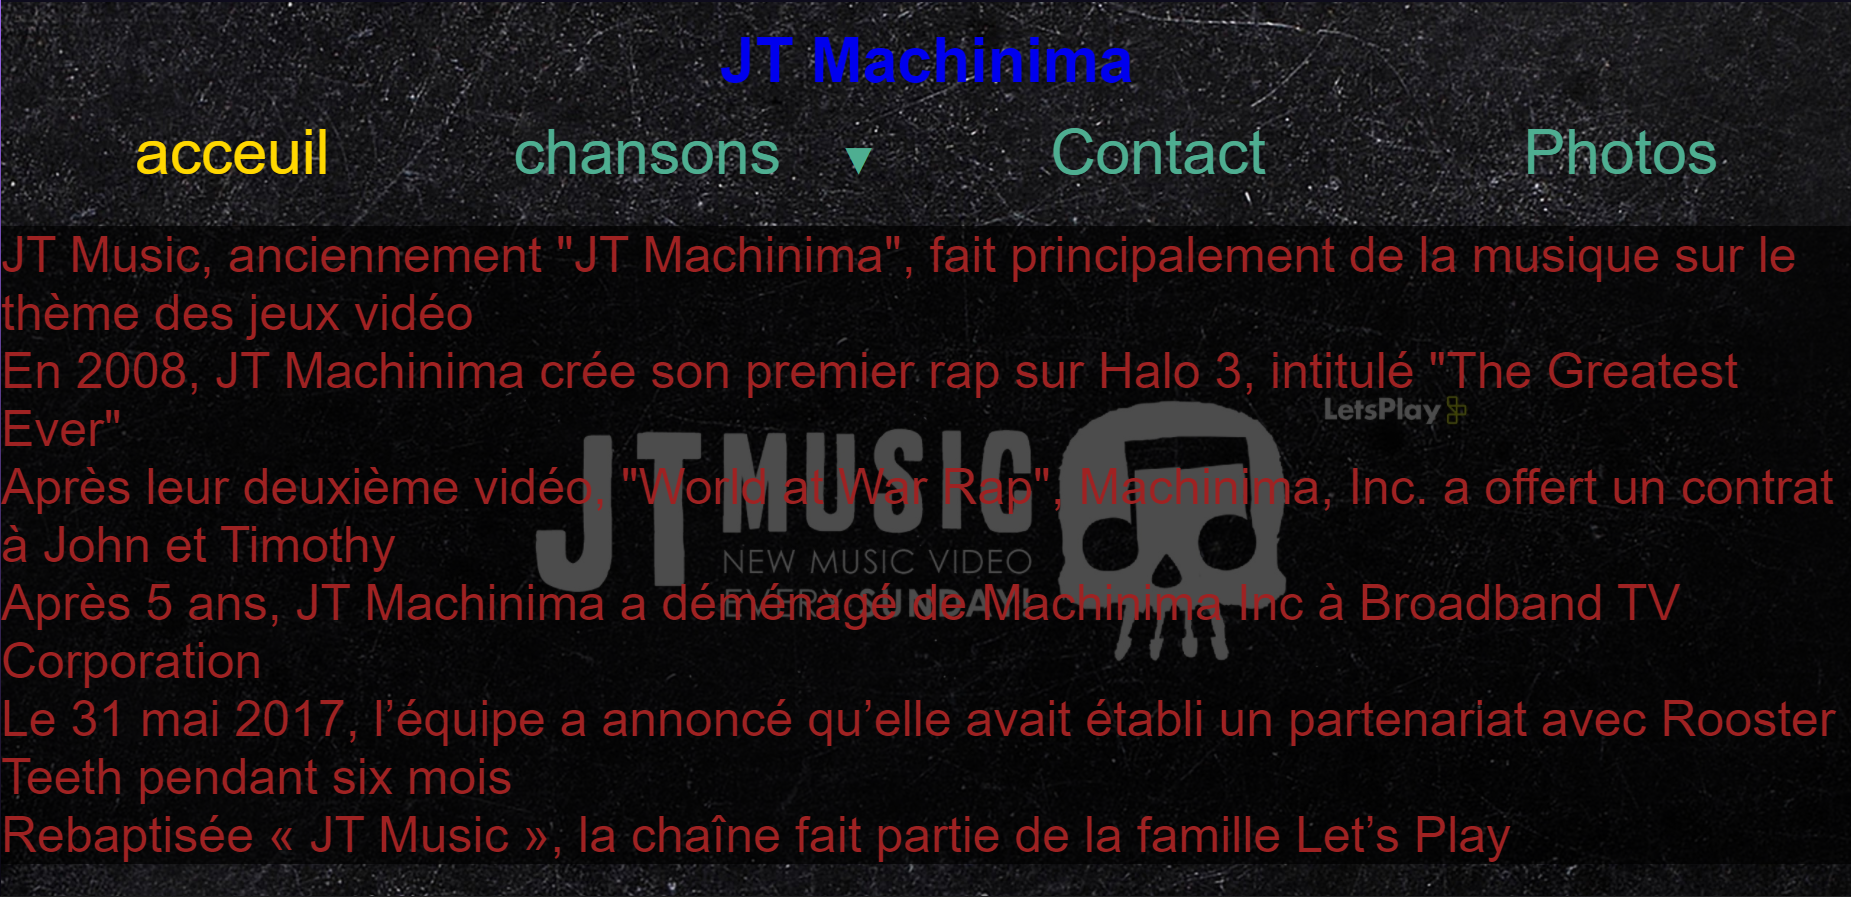 JT Machinima
acceuil chansons ▼ Contact Photos
JT Music, anciennement "JT Machinima", fait principalement de la musique sur le
thème des jeux vidéo
En 2008, JT Machinima crée son premier rap sur Halo 3, intitulé "The Greatest
Ever"
LetsPlay
Après leur deuxième vidéo, "World at War Rap", Machinima, Inc. a offert un contrat
à John et Timothy
JT MUSIC
NEW MUSIC VIDEO
EVERY SUNDAY!
Après 5 ans, JT Machinima a déménagé de Machinima Inc à Broadband TV
Corporation
Le 31 mai 2017, l’équipe a annoncé qu’elle avait établi un partenariat avec Rooster
Teeth pendant six mois
Rebaptisée « JT Music », la chaîne fait partie de la famille Let’s Play